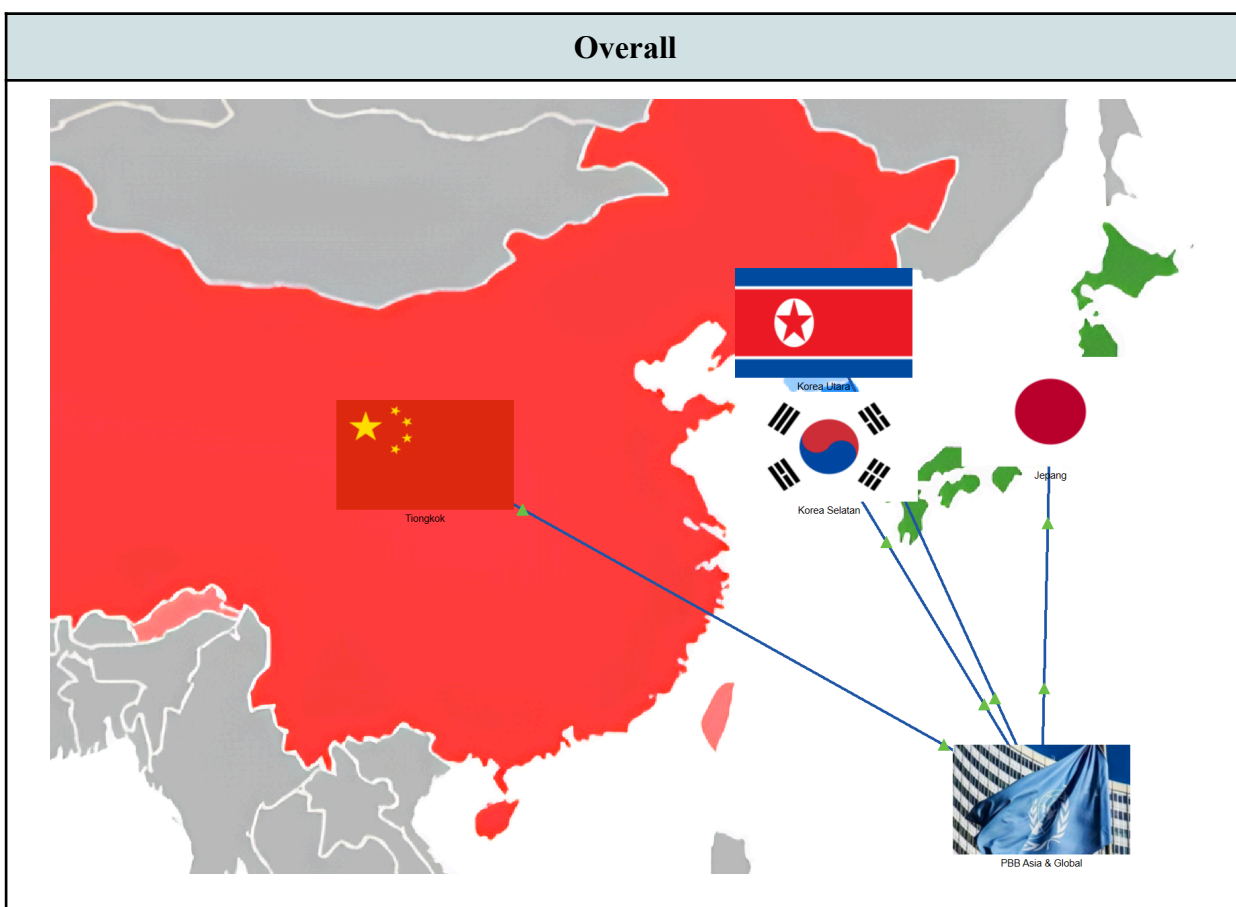 Overall
Korea Utara
Tiongkok
Korea Selatan
Jepang
PBB Asia & Global